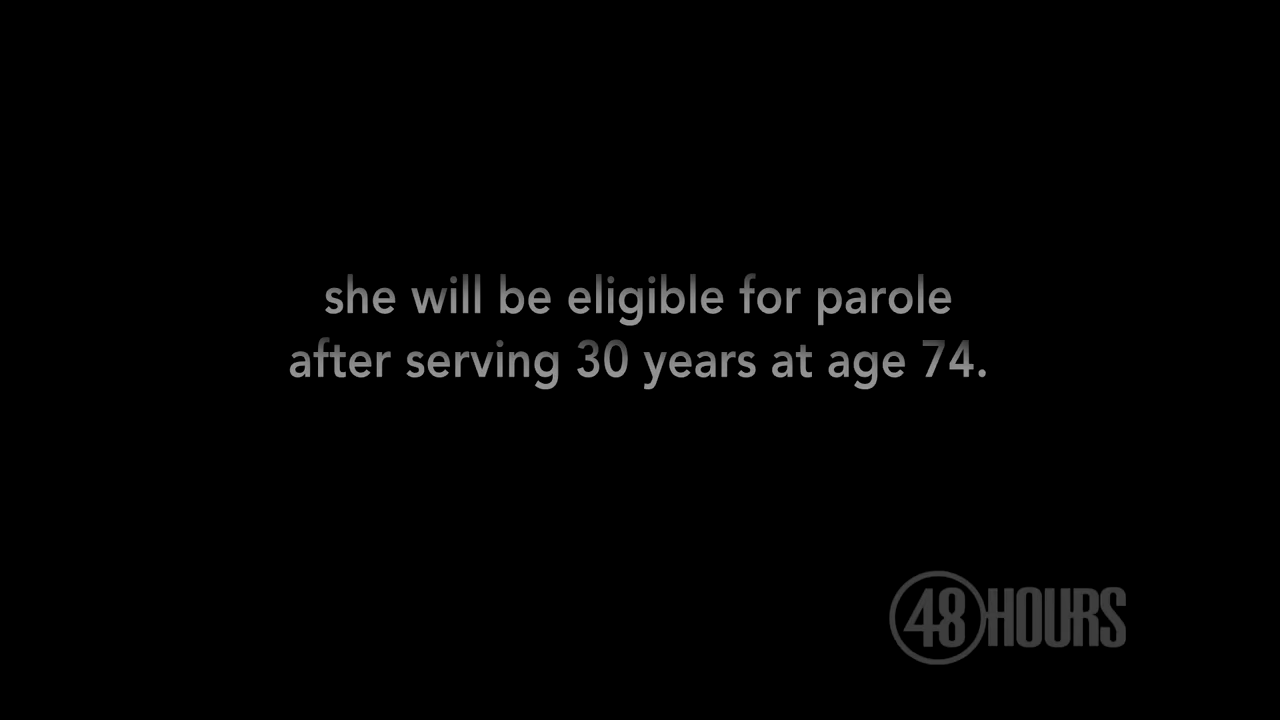 she will be eligible for parole
after serving 30 years at age 74.
48 HOURS